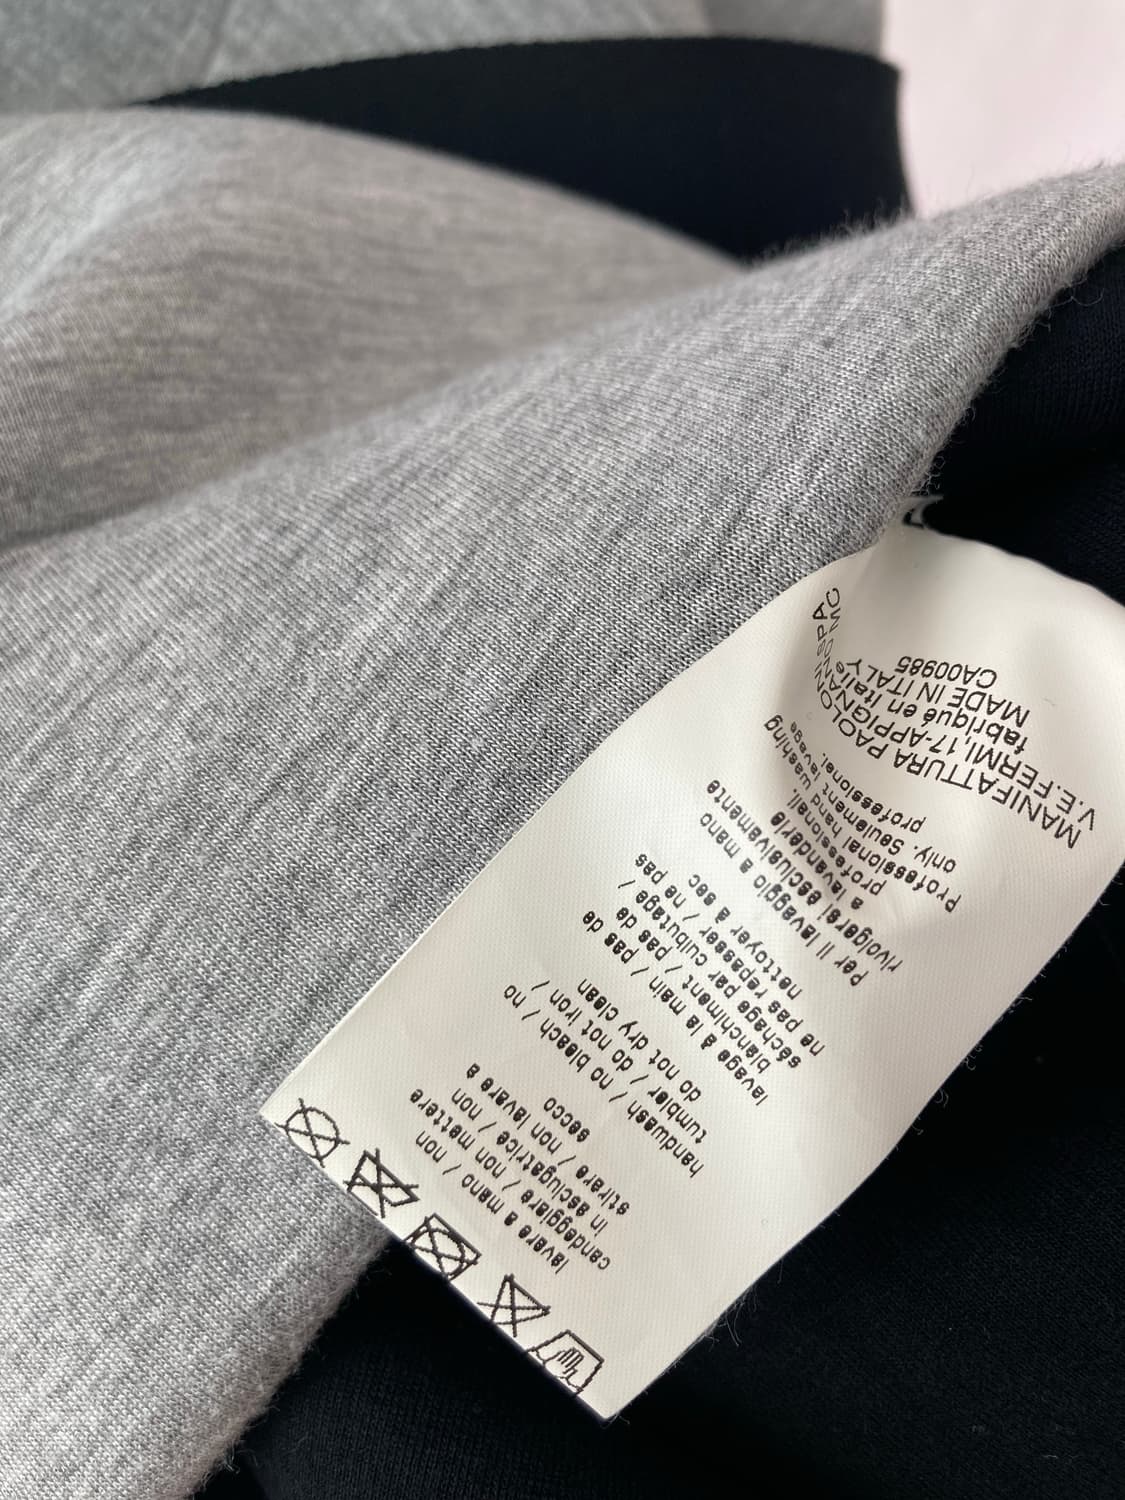 lavare a mano / non
candeggiare / non mettere
in asciugatrice / non
stirare / non lavare à
secco
handwash / no bleach / no
tumbler / do not iron /
do not dry clean
lavage à la main / pas de
blanchiment / pas de
séchage par culbutage /
ne pas repasser / ne pas
nettoyer à sec
Per il lavaggio a mano
rivolgersi esclusivamente
a lavanderie
professionali.
Professional hand washing
only. Seulement lavage
professional.
MANIFATTURA PAOLONI SPA
V.E.FERMI,17-APPIGNANO MC
fabriqué en Italie
MADE IN ITALY
CA00985